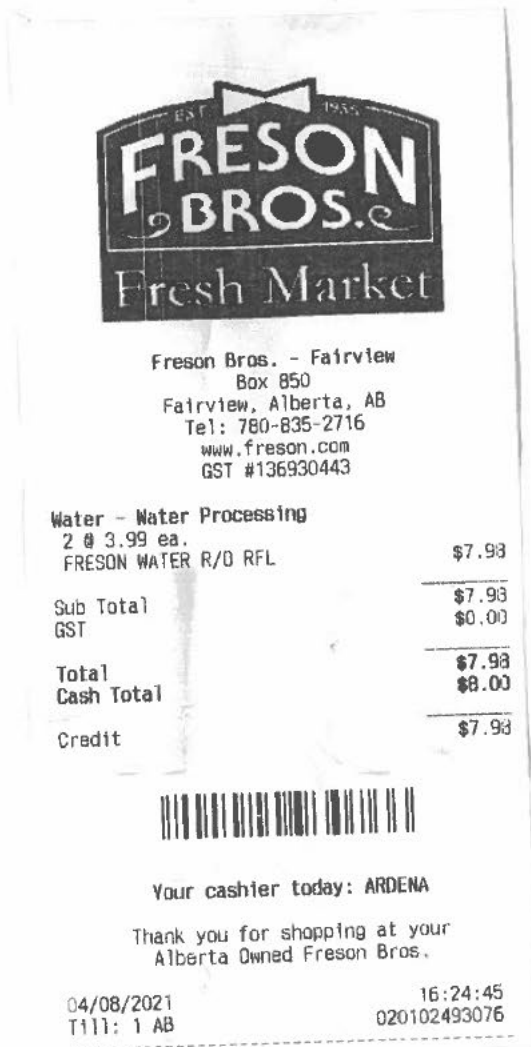 EST. 1955
FRESON
BROS.
Fresh Market
Freson Bros. - Fairview
Box 850
Fairview, Alberta, AB
Tel: 780-835-2716
www.freson.com
GST #136930443
Water - Water Processing
2 @ 3.99 ea.
FRESON WATER R/O RFL $7.98
Sub Total $7.98
GST $0.00
Total $7.98
Cash Total $8.00
Credit $7.98
Your cashier today: ARDENA
Thank you for shopping at your
Alberta Owned Freson Bros.
04/08/2021 16:24:45
Till: 1 AB 020102493076